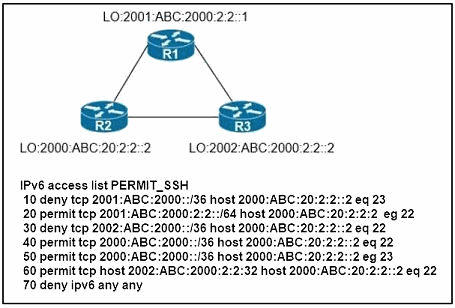 LO:2001:ABC:2000:2:2::1
R1
R2
R3
LO:2000:ABC:20:2:2::2
LO:2002:ABC:2000:2:2::2
IPv6 access list PERMIT_SSH
10 deny tcp 2001:ABC:2000::/36 host 2000:ABC:20:2:2::2 eq 23
20 permit tcp 2001:ABC:2000:2:2::/64 host 2000:ABC:20:2:2:2 eg 22
30 deny tcp 2002:ABC:2000::/36 host 2000:ABC:20:2:2::2 eq 22
40 permit tcp 2000:ABC:2000::/36 host 2000:ABC:20:2:2::2 eq 22
50 permit tcp 2000:ABC:2000::/36 host 2000:ABC:20:2:2::2 eg 23
60 permit tcp host 2002:ABC:2000:2:2:32 host 2000:ABC:20:2:2::2 eq 22
70 deny ipv6 any any